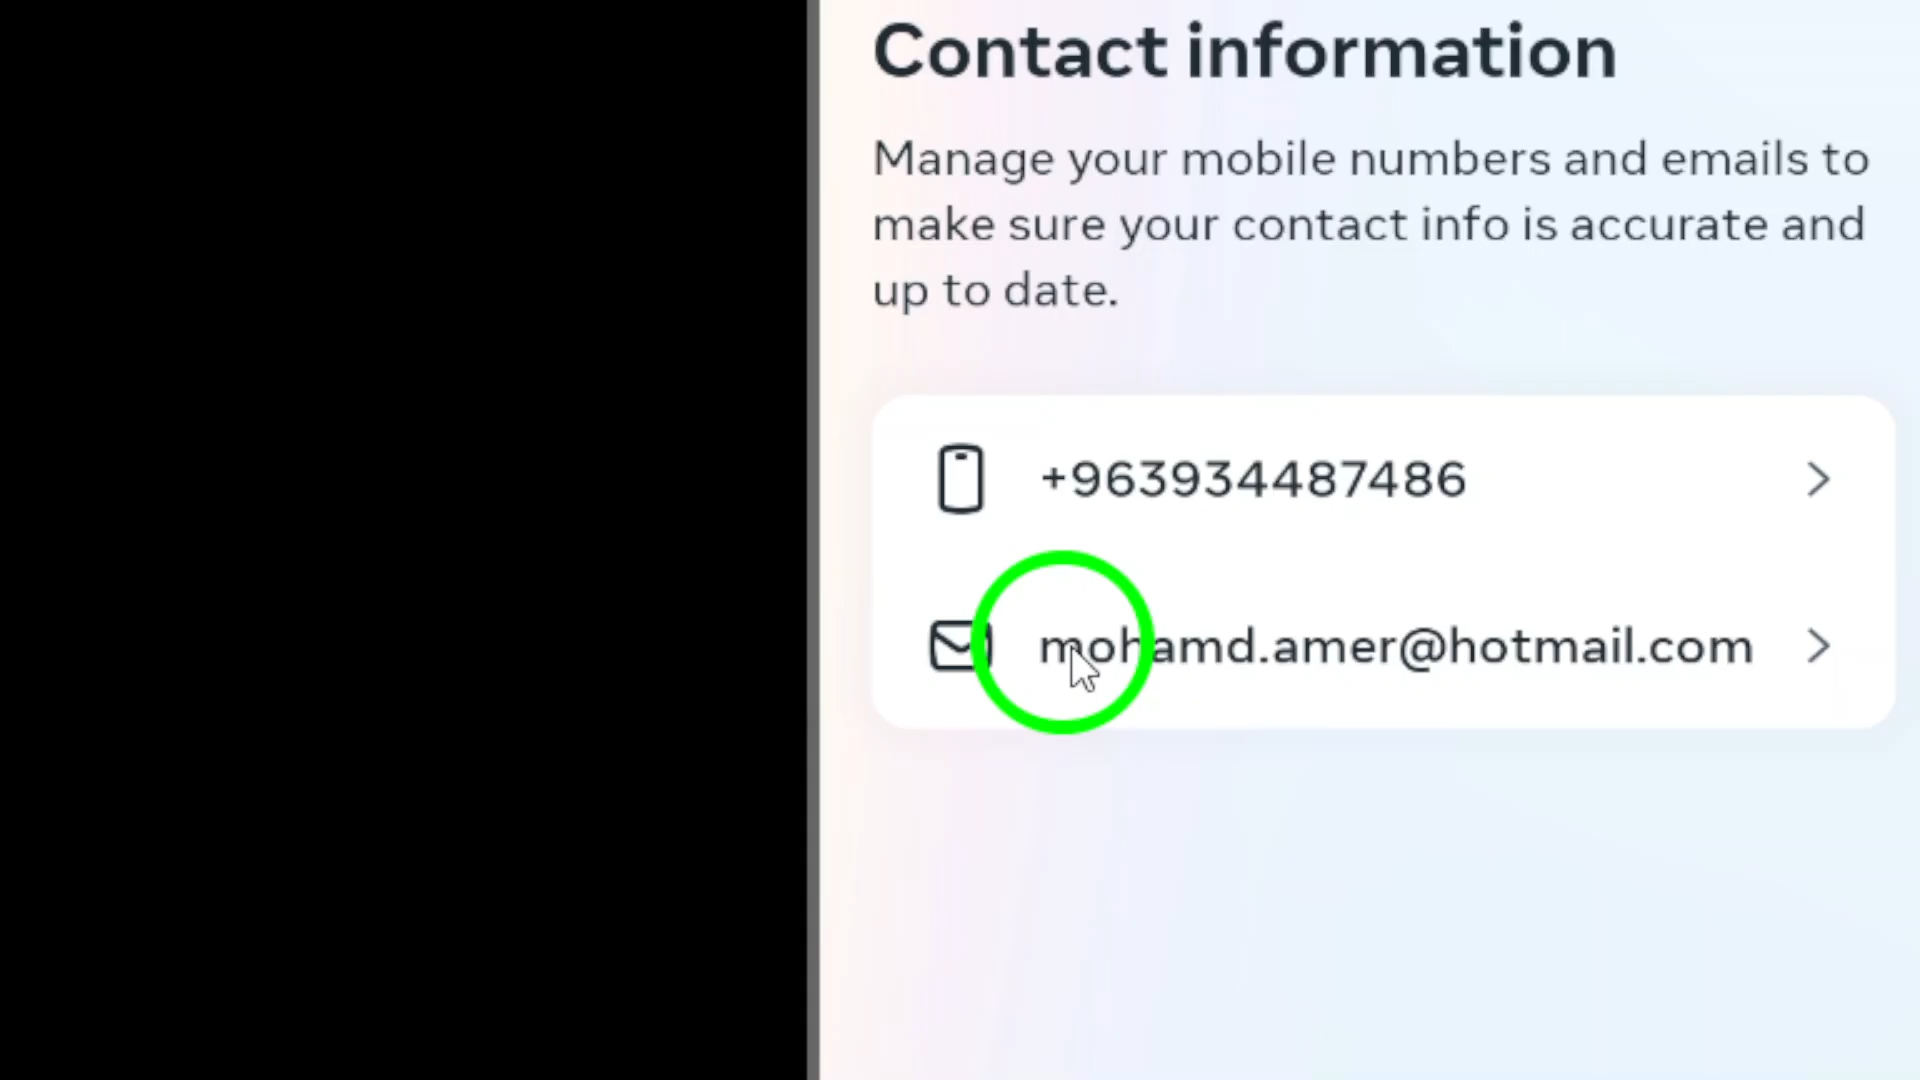 Contact information
Manage your mobile numbers and emails to
make sure your contact info is accurate and
up to date.
+963934487486
mohamd.amer@hotmail.com